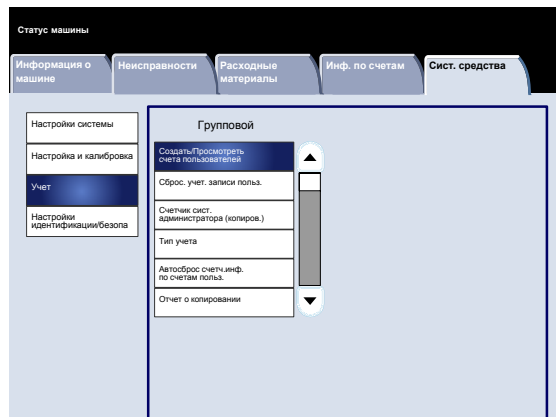 Статус машины
Информация о
машине
Неисправности
Расходные
материалы
Инф. по счетам
Сист. средства
Настройки системы
Настройка и калибровка
Учет
Настройки
идентификации/безопа
Групповой
Создать/Просмотреть
счета пользователей
Сброс. учет. записи польз.
Счетчик сист.
администратора (копиров.)
Тип учета
Автосброс счетч.инф.
по счетам польз.
Отчет о копировании